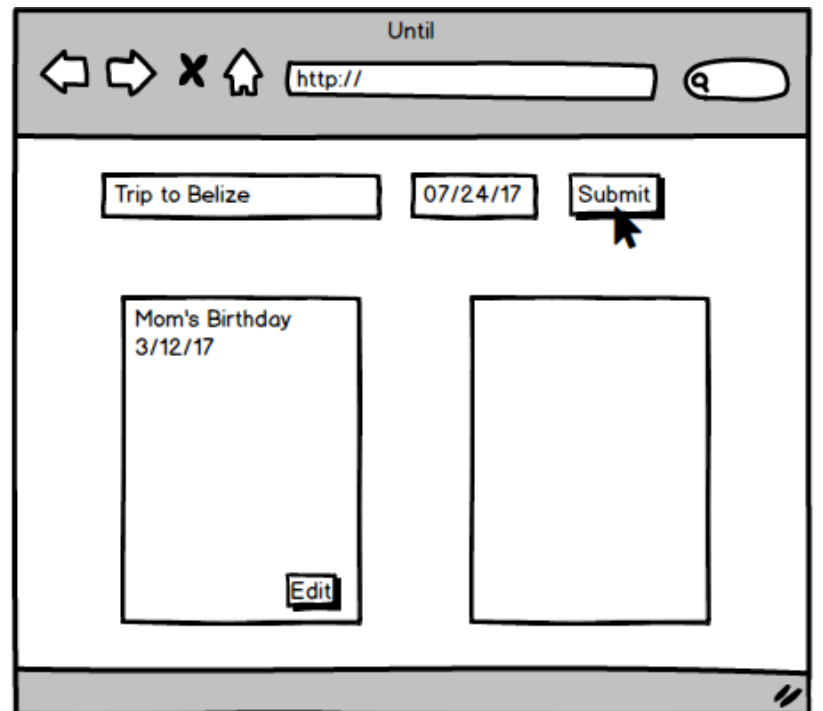 Until
http://
Trip to Belize 07/24/17 Submit
Mom's Birthday
3/12/17
Edit